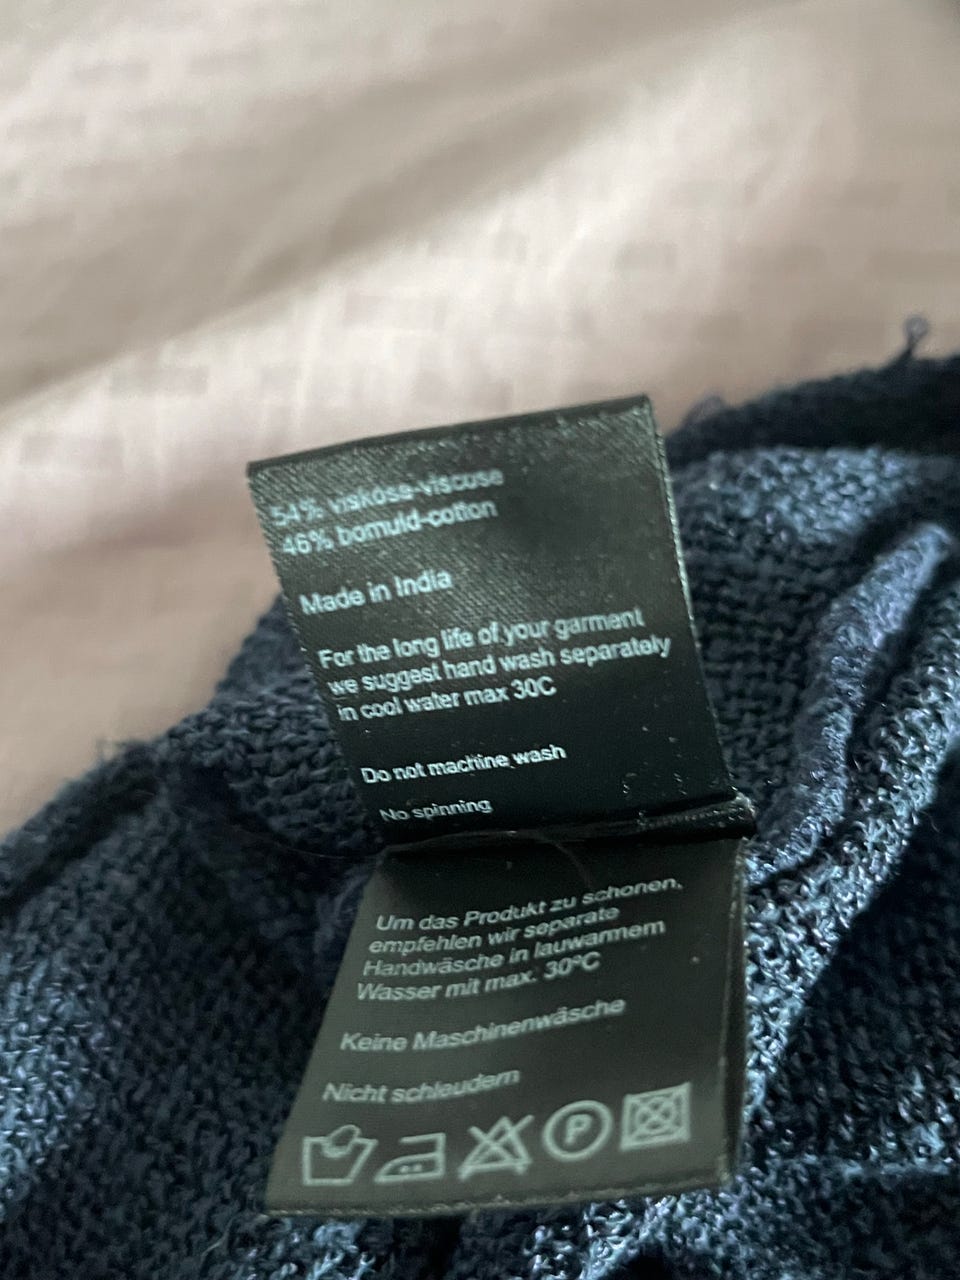 54% viskose-viscose
46% bomuld-cotton
Made in India
For the long life of your garment
we suggest hand wash separately
in cool water max 30C
Do not machine wash
No spinning
Um das Produkt zu schonen,
empfehlen wir separate
Handwäsche in lauwarmem
Wasser mit max. 30°C
Keine Maschinenwäsche
Nicht schleudern
P